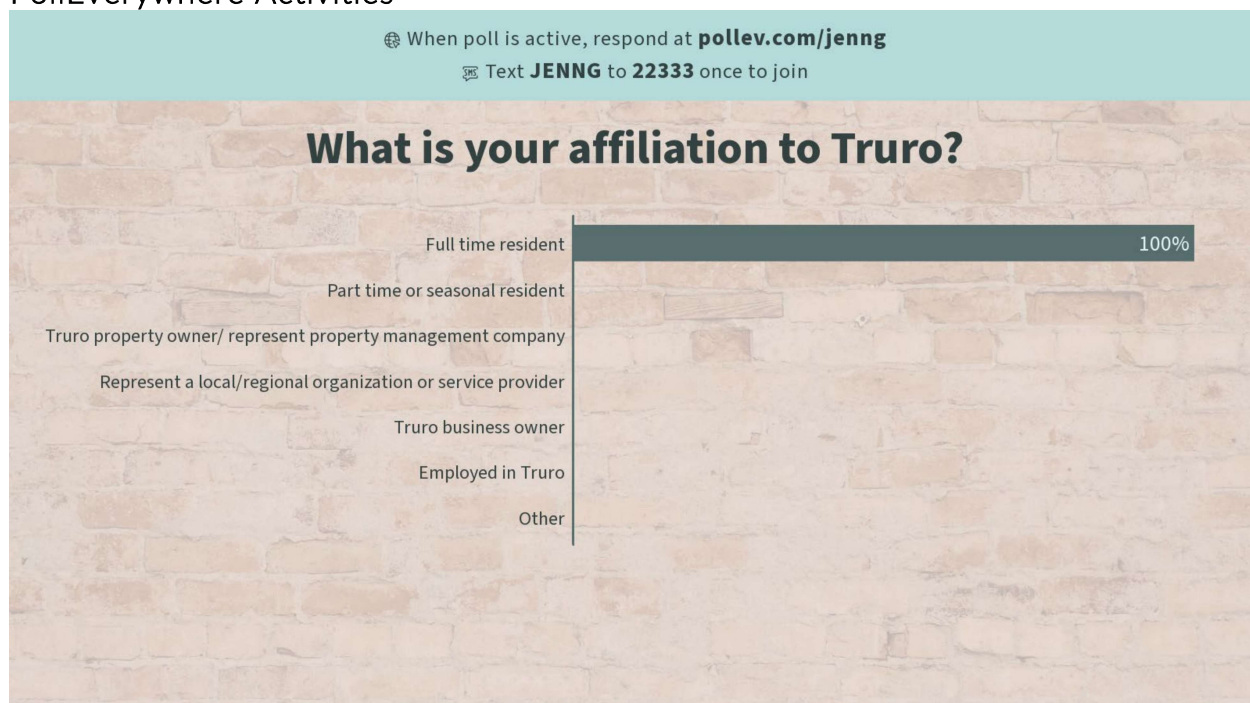 PollEverywhere Activities
When poll is active, respond at pollev.com/jenng
Text JENNG to 22333 once to join
What is your affiliation to Truro?
Full time resident 100%
Part time or seasonal resident
Truro property owner/ represent property management company
Represent a local/regional organization or service provider
Truro business owner
Employed in Truro
Other